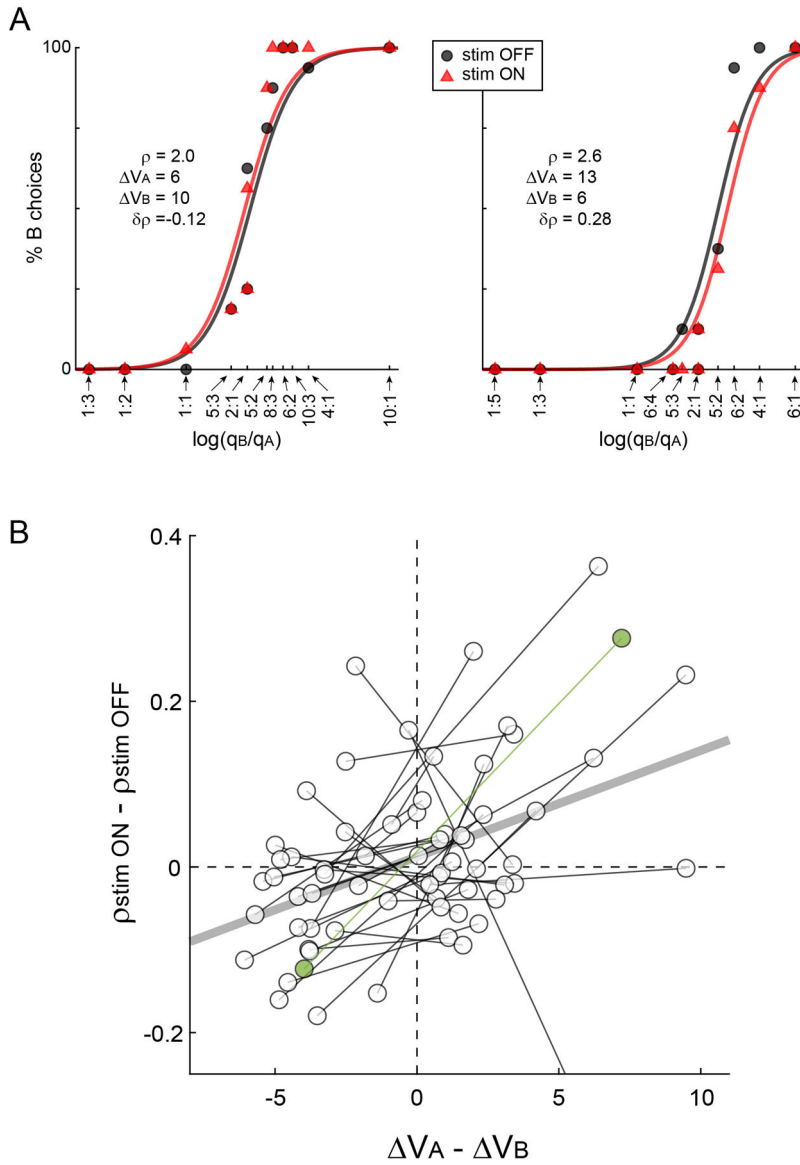 A
100
0
% B choices
ρ = 2.0
ΔVA = 6
ΔVB = 10
δρ =-0.12
stim OFF
stim ON
ρ = 2.6
ΔVA = 13
ΔVB = 6
δρ = 0.28
1:3
1:2
1:1
5:3
2:1
5:2
8:3
6:2
10:3
4:1
10:1
log(qB/qA)
1:5
1:3
1:1
6:4
5:3
2:1
5:2
6:2
4:1
6:1
log(qB/qA)
B
0.4
0.2
0
-0.2
ρstim ON - ρstim OFF
-5
0
5
10
ΔVA - ΔVB